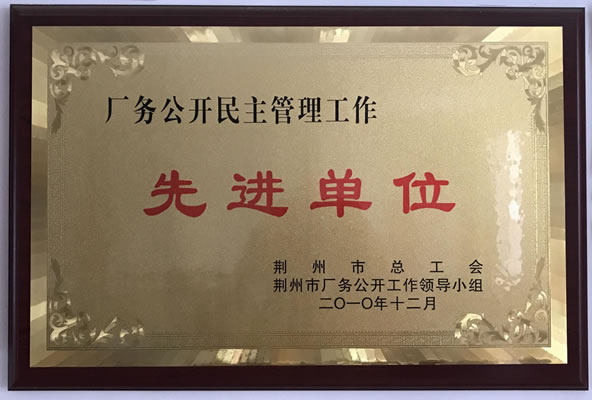 厂务公开民主管理工作
先进单位
荆州市总工会
荆州市厂务公开工作领导小组
二〇一〇年十二月